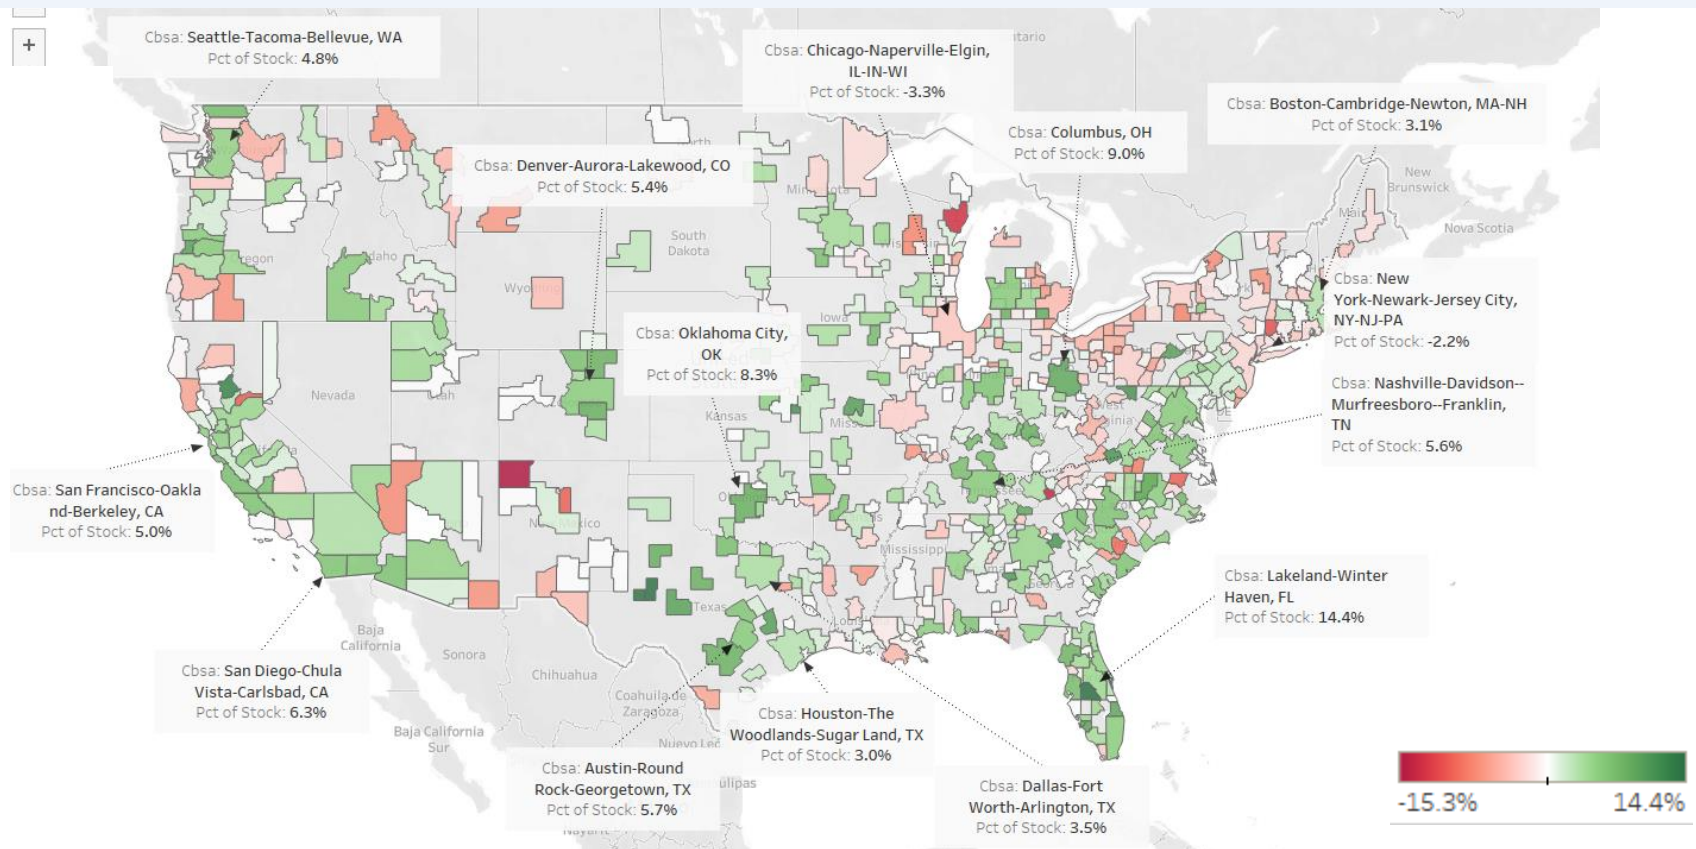 +
Cbsa: Seattle-Tacoma-Bellevue, WA
Pct of Stock: 4.8%
Cbsa: Chicago-Naperville-Elgin,
IL-IN-WI
Pct of Stock: -3.3%
Cbsa: Columbus, OH
Pct of Stock: 9.0%
Cbsa: Boston-Cambridge-Newton, MA-NH
Pct of Stock: 3.1%
Cbsa: Denver-Aurora-Lakewood, CO
Pct of Stock: 5.4%
New
Brunswick
Nova Scotia
South
Dakota
Cbsa: New
York-Newark-Jersey City,
NY-NJ-PA
Pct of Stock: -2.2%
Iowa
Cbsa: Oklahoma City,
OK
Pct of Stock: 8.3%
Cbsa: Nashville-Davidson--
Murfreesboro--Franklin,
TN
Pct of Stock: 5.6%
Nevada
Kansas
Cbsa: San Francisco-Oakla
nd-Berkeley, CA
Pct of Stock: 5.0%
Mississippi
Texas
Cbsa: Lakeland-Winter
Haven, FL
Pct of Stock: 14.4%
Baja
California
Sonora
Chihuahua
Coahuila de
Zaragoza
Cbsa: San Diego-Chula
Vista-Carlsbad, CA
Pct of Stock: 6.3%
Baja California
Sur
Cbsa: Houston-The
Woodlands-Sugar Land, TX
Pct of Stock: 3.0%
Cbsa: Austin-Round
Rock-Georgetown, TX
Pct of Stock: 5.7%
Cbsa: Dallas-Fort
Worth-Arlington, TX
Pct of Stock: 3.5%
-15.3% 14.4%